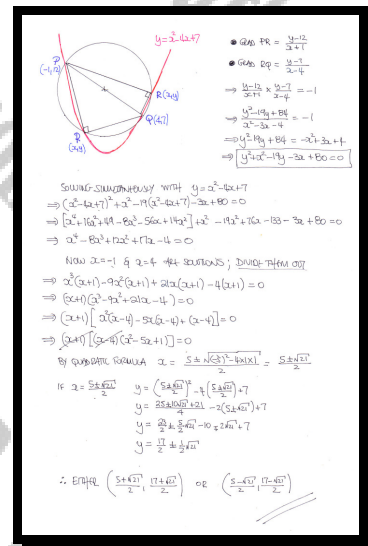 y=x²-4x+7
P
(-1,12)
R(x,y)
Q(4,7)
R
(x,y)
• GRAD PR = y-12 / x+1
• GRAD RQ = y-7 / x-4
⇒ y-12 / x+1 × y-7 / x-4 = -1
⇒ y²-19y+84 / x²-3x-4 = -1
⇒ y²-19y+84 = -x²+3x+4
⇒ y²+x²-19y-3x+80=0
SOLVING SIMULTANEOUSLY WITH y=x²-4x+7
⇒ (x²-4x+7)²+x²-19(x²-4x+7)-3x+80=0
⇒ [x⁴+16x²+49-8x³-56x+14x²]+x²-19x²+76x-133-3x+80=0
⇒ x⁴-8x³+12x²+17x-4=0
NOW x=-1 & x=4 ARE SOLUTIONS; DIVIDE THEM OUT
⇒ x³(x+1)-9x²(x+1)+21x(x+1)-4(x+1)=0
⇒ (x+1)(x³-9x²+21x-4)=0
⇒ (x+1)[x²(x-4)-5x(x-4)+(x-4)]=0
⇒ (x+1)[(x-4)(x²-5x+1)]=0
BY QUADRATIC FORMULA x = 5±√(-5)²-4×1×1 / 2 = 5±√21 / 2
IF x = 5±√21 / 2 y = (5±√21 / 2)²-4(5±√21 / 2)+7
y = 25±10√21+21 / 4 -2(5±√21)+7
y = 23/2 ± 5/2√21 -10∓2√21+7
y = 17/2 ± 1/2√21
∴ EITHER (5+√21 / 2, 17+√21 / 2) OR (5-√21 / 2, 17-√21 / 2)